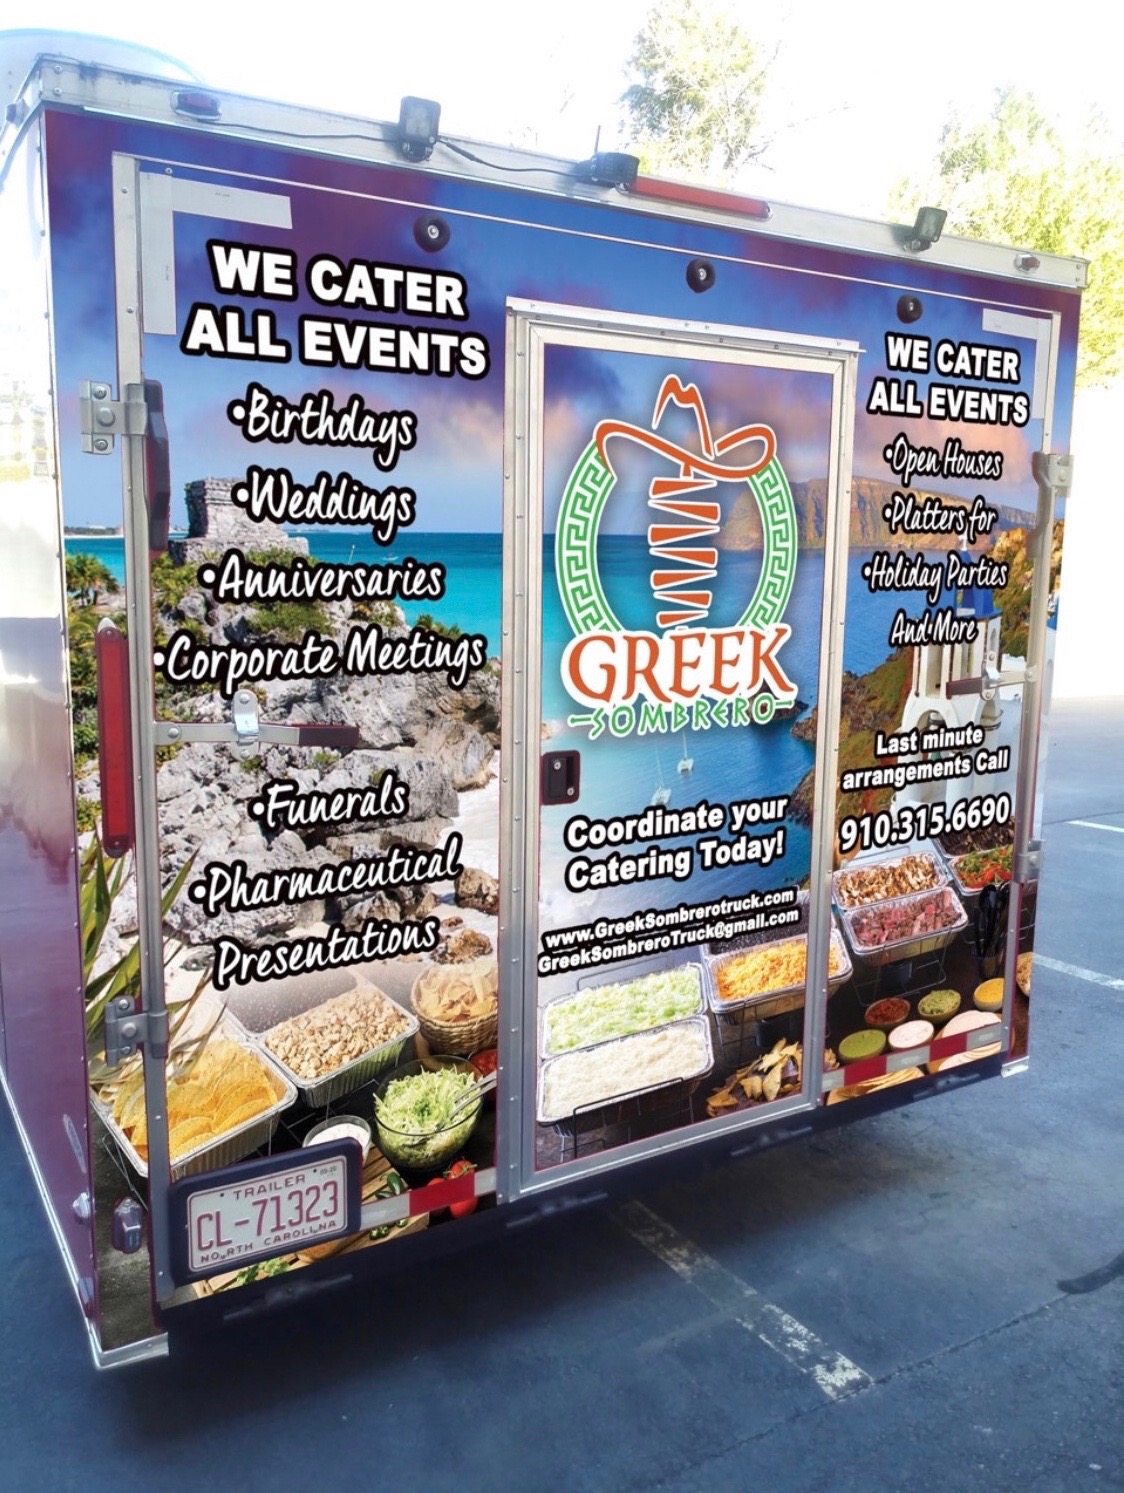 WE CATER
ALL EVENTS
•Birthdays
•Weddings
•Anniversaries
•Corporate Meetings
•Funerals
•Pharmaceutical
Presentations
TRAILER
CL-71323
NORTH CAROLINA
GREEK
-SOMBRERO-
Coordinate your
Catering Today!
www.GreekSombrerotruck.com
GreekSombreroTruck@gmail.com
WE CATER
ALL EVENTS
•Open Houses
•Platters for
•Holiday Parties
And More
Last minute
arrangements Call
910.315.6690